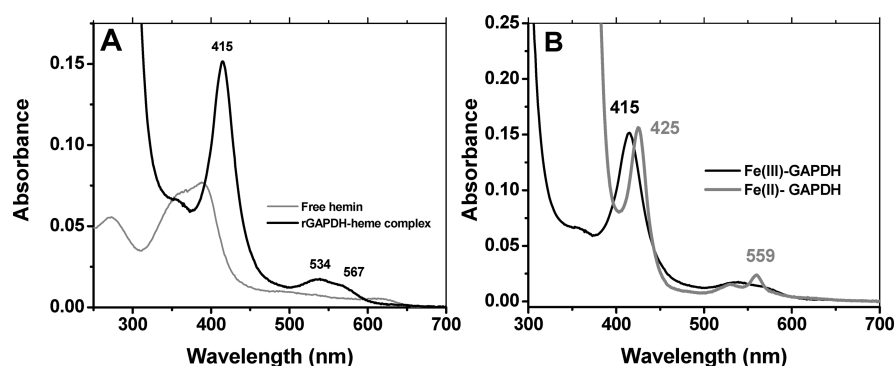 A
415
0.15
0.10
0.05
0.00
Absorbance
Free hemin
rGAPDH-heme complex
534
567
300
400
500
600
700
Wavelength (nm)
B
0.25
0.20
0.15
0.10
0.05
0.00
Absorbance
415
425
Fe(III)-GAPDH
Fe(II)- GAPDH
559
300
400
500
600
700
Wavelength (nm)